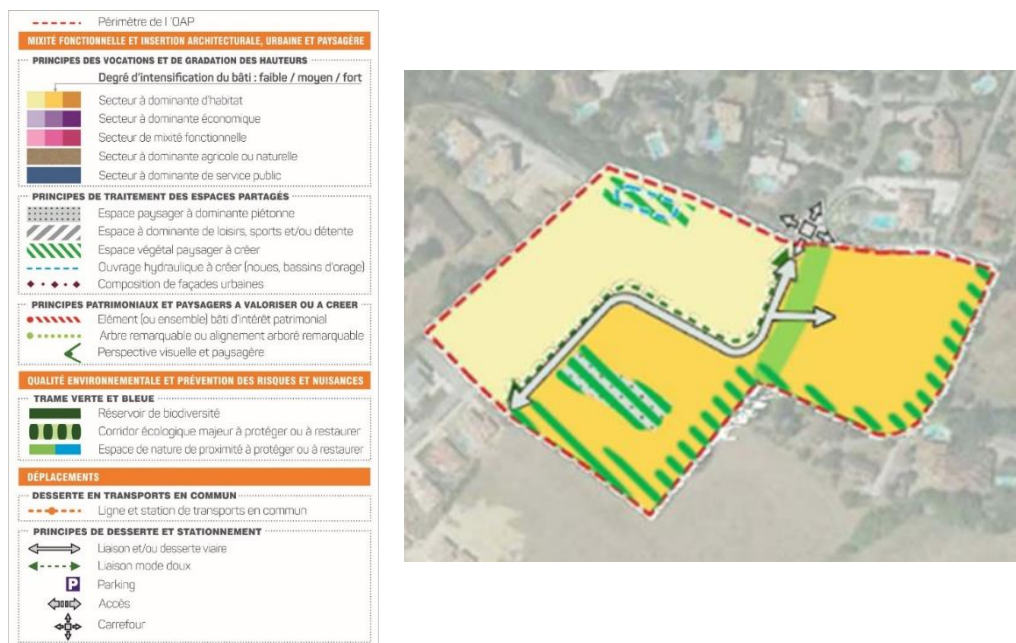 Périmètre de l 'OAP
MIXITÉ FONCTIONNELLE ET INSERTION ARCHITECTURALE, URBAINE ET PAYSAGÈRE
PRINCIPES DES VOCATIONS ET DE GRADATION DES HAUTEURS
Degré d'intensification du bâti : faible / moyen / fort
Secteur à dominante d'habitat
Secteur à dominante économique
Secteur de mixité fonctionnelle
Secteur à dominante agricole ou naturelle
Secteur à dominante de service public
PRINCIPES DE TRAITEMENT DES ESPACES PARTAGÉS
Espace paysager à dominante piétonne
Espace à dominante de loisirs, sports et/ou détente
Espace végétal paysager à créer
Ouvrage hydraulique à créer (noues, bassins d'orage)
Composition de façades urbaines
PRINCIPES PATRIMONIAUX ET PAYSAGERS A VALORISER OU A CREER
Elément (ou ensemble) bâti d'intérêt patrimonial
Arbre remarquable ou alignement arboré remarquable
Perspective visuelle et paysagère
QUALITÉ ENVIRONNEMENTALE ET PRÉVENTION DES RISQUES ET NUISANCES
TRAME VERTE ET BLEUE
Réservoir de biodiversité
Corridor écologique majeur à protéger ou à restaurer
Espace de nature de proximité à protéger ou à restaurer
DÉPLACEMENTS
DESSERTE EN TRANSPORTS EN COMMUN
Ligne et station de transports en commun
PRINCIPES DE DESSERTE ET STATIONNEMENT
Liaison et/ou desserte viaire
Liaison mode doux
P Parking
Accès
Carrefour